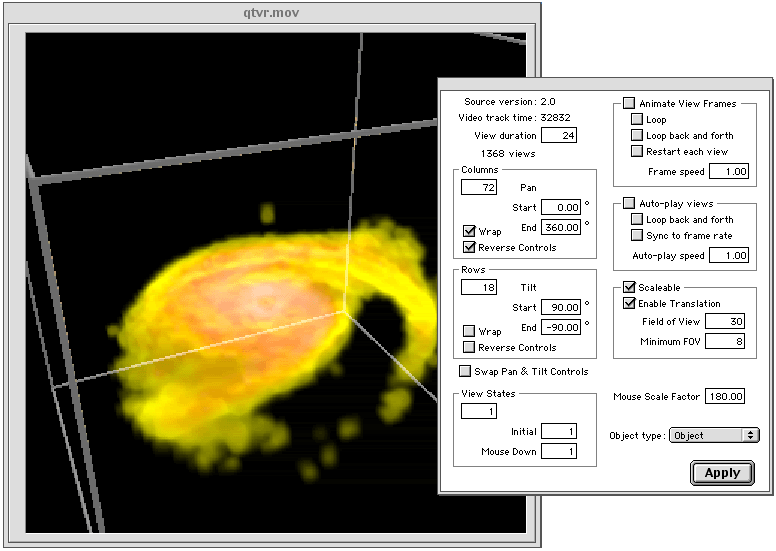 qtvr.mov
Source version: 2.0
Video track time: 32832
View duration 24
1368 views
Columns
72 Pan
Start 0.00 °
Wrap End 360.00 °
Reverse Controls
Rows
18 Tilt
Start 90.00 °
Wrap End -90.00 °
Reverse Controls
Swap Pan & Tilt Controls
View States
1
Initial 1
Mouse Down 1
Animate View Frames
Loop
Loop back and forth
Restart each view
Frame speed 1.00
Auto-play views
Loop back and forth
Sync to frame rate
Auto-play speed 1.00
Scaleable
Enable Translation
Field of View 30
Minimum FOV 8
Mouse Scale Factor 180.00
Object type: Object
Apply